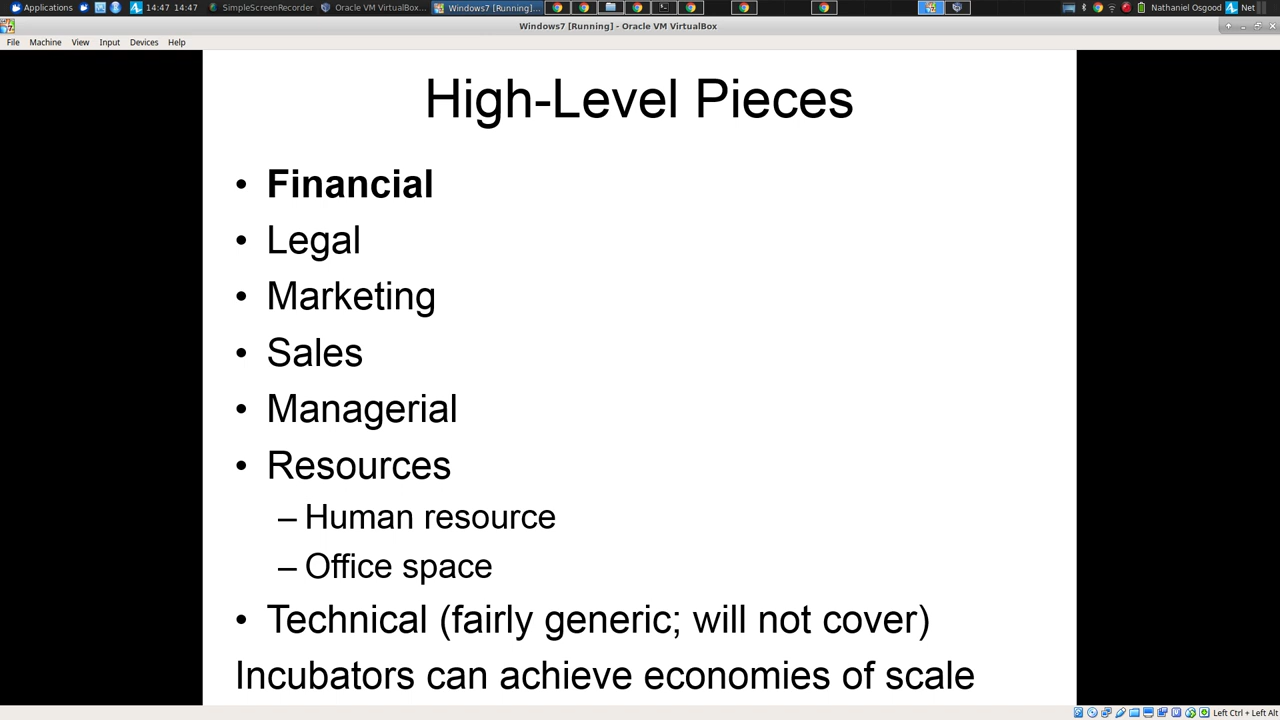 Applications 14:47 14:47 SimpleScreenRecorder Oracle VM VirtualBox... Windows7 [Running]... Nathaniel Osgood Net
Windows7 [Running] - Oracle VM VirtualBox
File Machine View Input Devices Help
High-Level Pieces
• Financial
• Legal
• Marketing
• Sales
• Managerial
• Resources
– Human resource
– Office space
• Technical (fairly generic; will not cover)
Incubators can achieve economies of scale
Left Ctrl + Left Alt